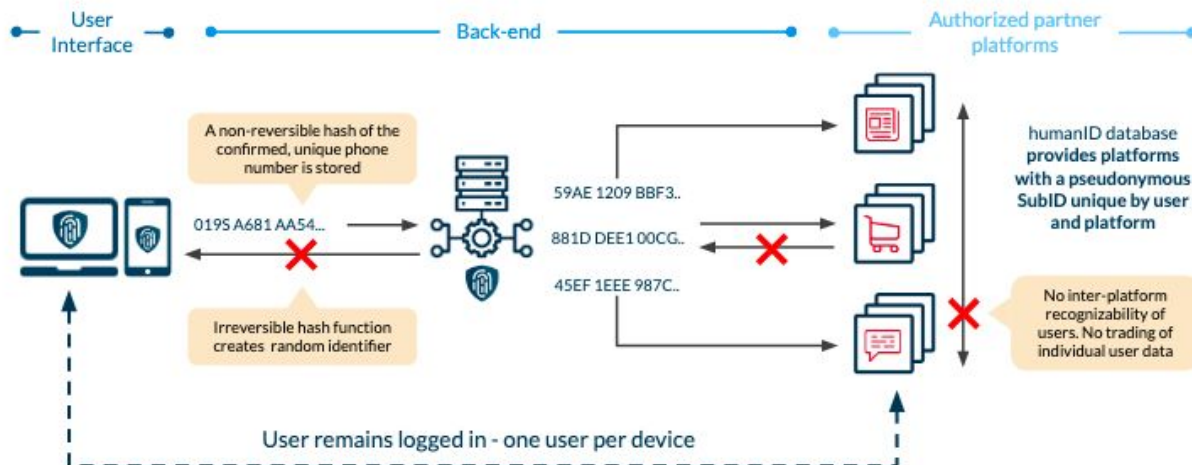 User
Interface
Back-end
Authorized partner
platforms
A non-reversible hash of the
confirmed, unique phone
number is stored
019S A681 AA54...
59AE 1209 BBF3..
881D DEE1 00CG..
45EF 1EEE 987C..
Irreversible hash function
creates random identifier
humanID database
provides platforms
with a pseudonymous
SubID unique by user
and platform
No inter-platform
recognizability of
users. No trading of
individual user data
User remains logged in - one user per device